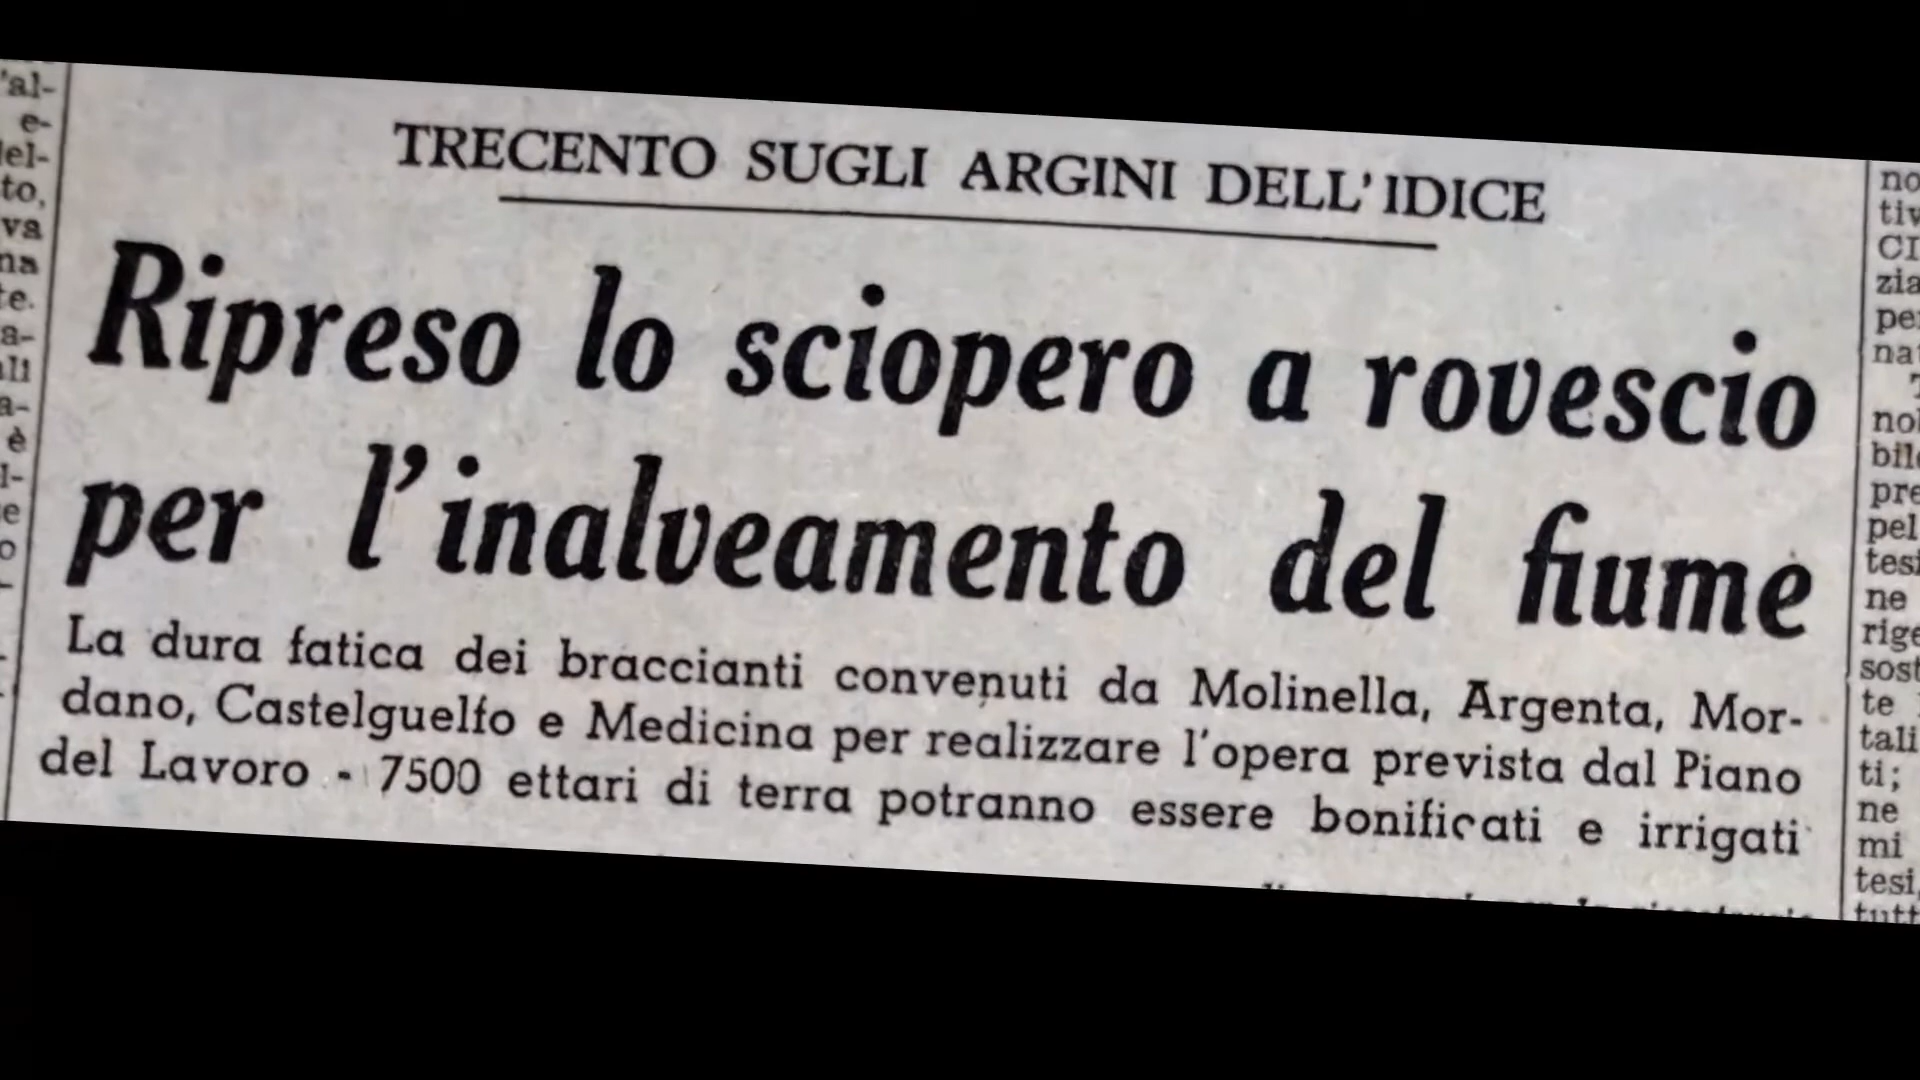 TRECENTO SUGLI ARGINI DELL'IDICE
Ripreso lo sciopero a rovescio
per l'inalveamento del fiume
La dura fatica dei braccianti convenuti da Molinella, Argenta, Mor-
dano, Castelguelfo e Medicina per realizzare l'opera prevista dal Piano
del Lavoro - 7500 ettari di terra potranno essere bonificati e irrigati